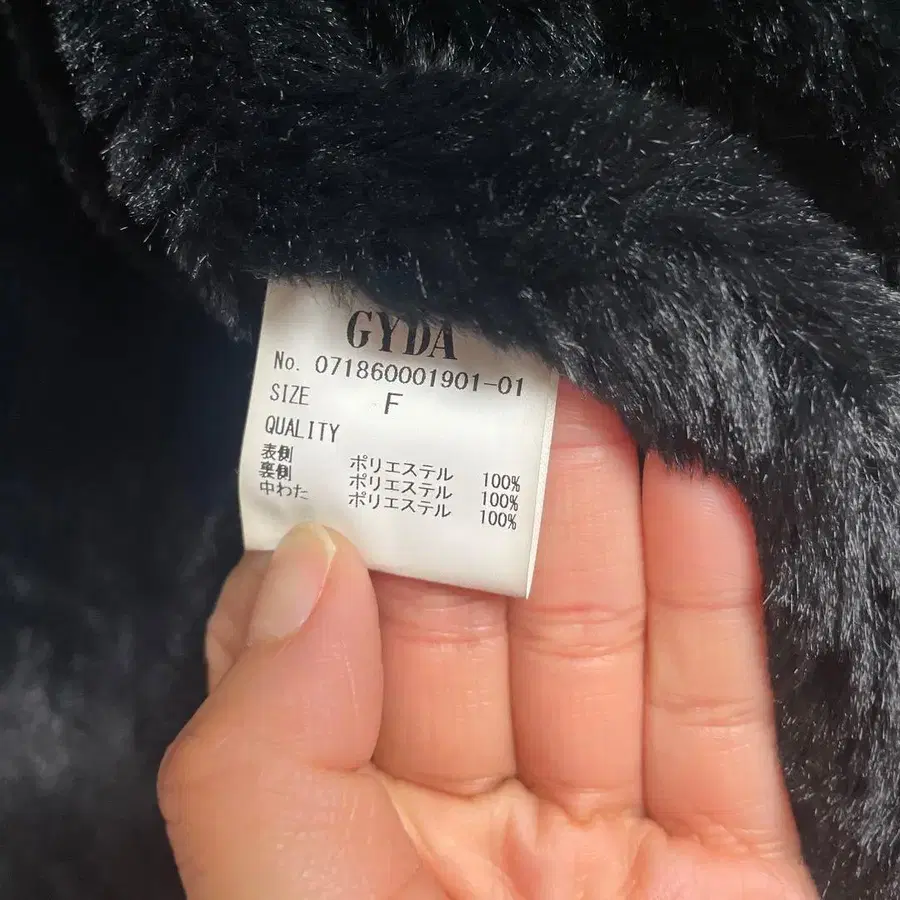 GYDA
No. 071860001901-01
SIZE F
QUALITY
表側 ポリエステル 100%
裏側 ポリエステル 100%
中わた ポリエステル 100%